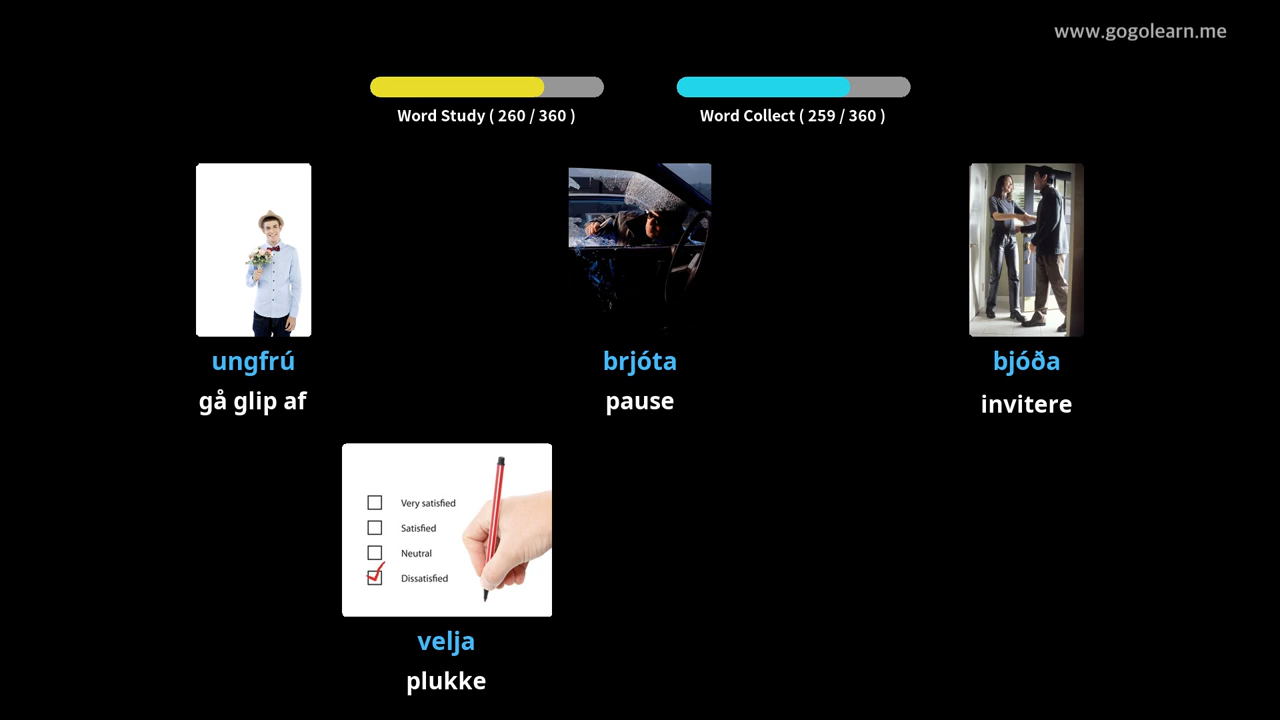 www.gogolearn.me
Word Study ( 260 / 360 )
Word Collect ( 259 / 360 )
ungfrú
gå glip af
brjóta
pause
bjóða
invitere
Very satisfied
Satisfied
Neutral
Dissatisfied
velja
plukke